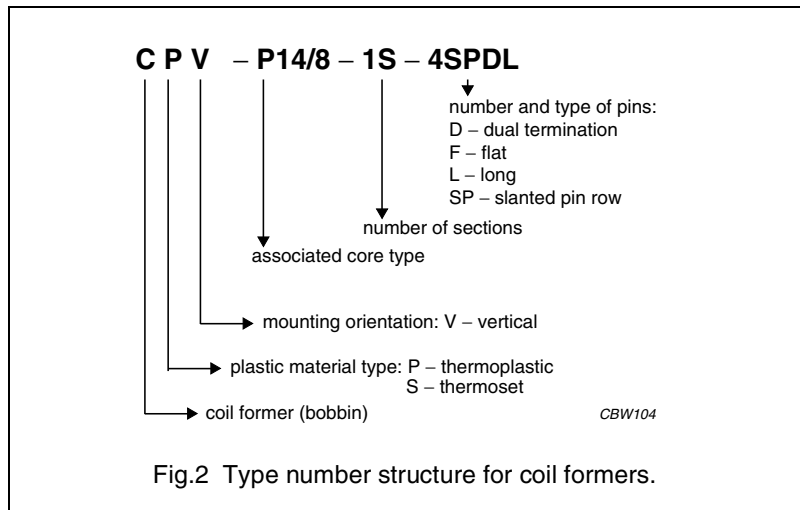 C P V – P14/8 – 1S – 4SPDL
number and type of pins:
D – dual termination
F – flat
L – long
SP – slanted pin row
number of sections
associated core type
mounting orientation: V – vertical
plastic material type: P – thermoplastic
S – thermoset
coil former (bobbin)
CBW104
Fig.2 Type number structure for coil formers.